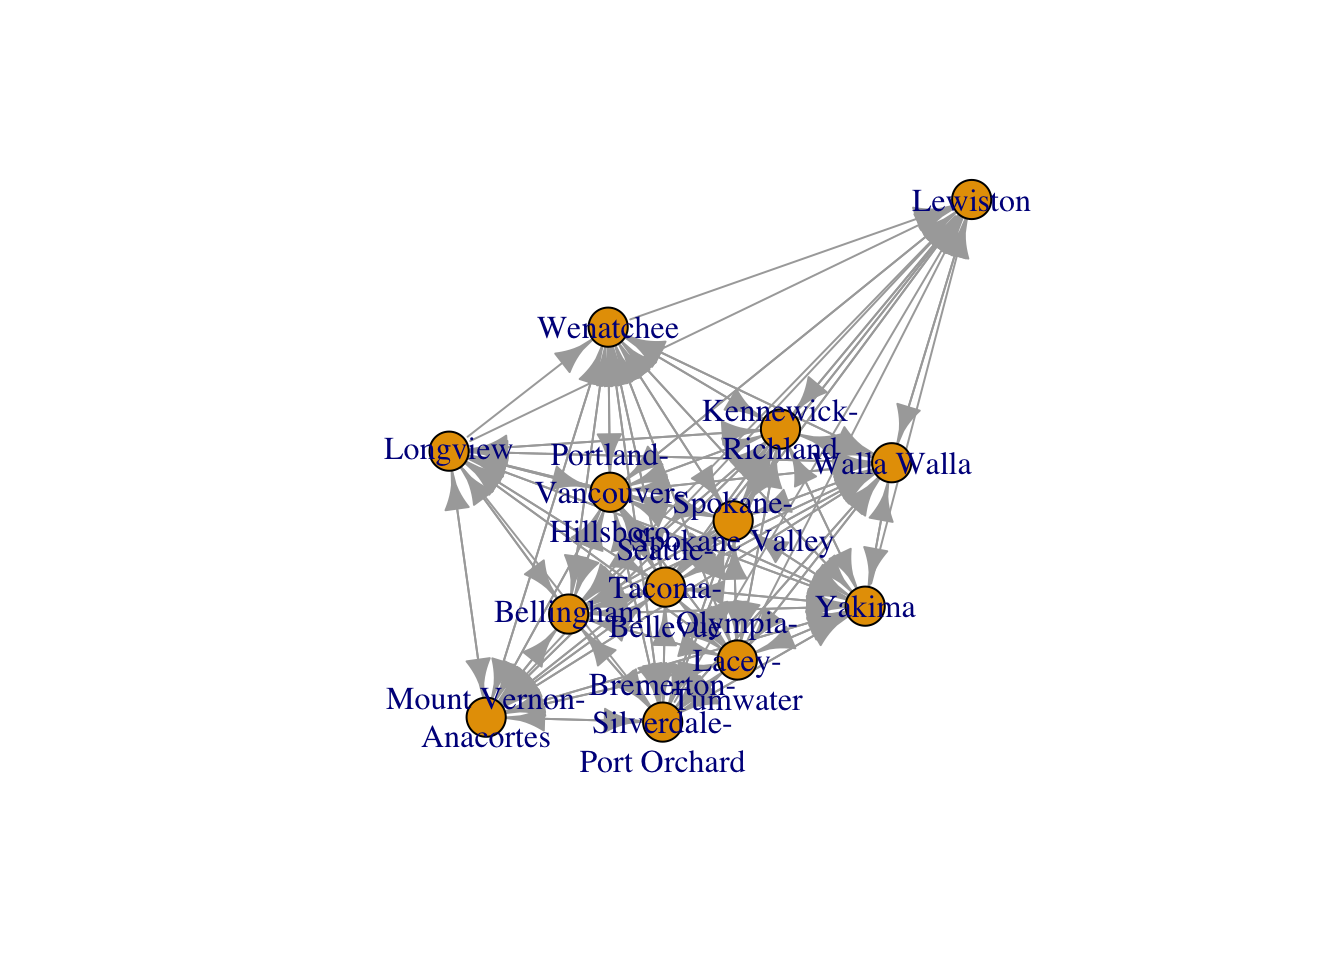 Lewiston
Wenatchee
Kennewick-
Richland
Longview
Portland-
Vancouver-
Hillsboro
Walla Walla
Spokane-
Spokane Valley
Seattle-
Tacoma-
Bellevue
Bellingham
Yakima
Olympia-
Lacey-
Tumwater
Mount Vernon-
Anacortes
Bremerton-
Silverdale-
Port Orchard